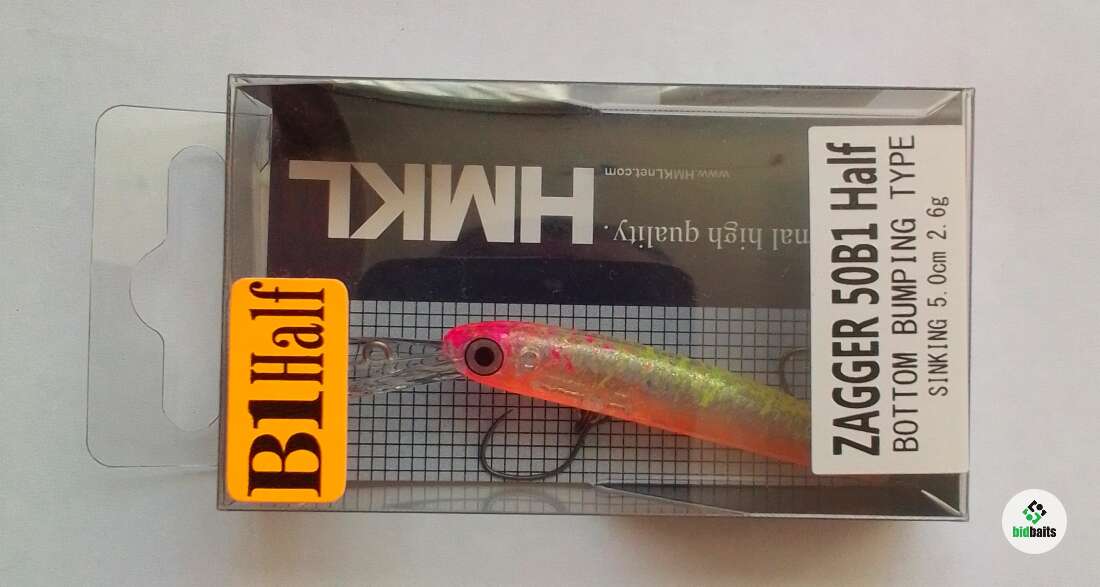 HMKL
www.HMKLnet.com
nal high quality.
B1Half
ZAGGER 50B1 Half
BOTTOM BUMPING TYPE
SINKING 5.0cm 2.6g
bidbaits